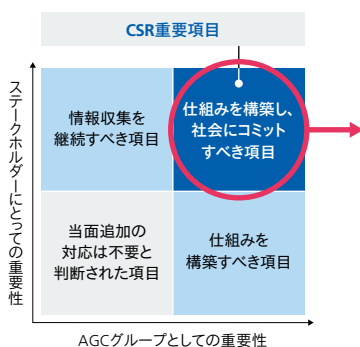 CSR重要項目
ステークホルダーにとっての重要性
情報収集を
継続すべき項目
仕組みを構築し、
社会にコミット
すべき項目
当面追加の
対応は不要と
判断された項目
仕組みを
構築すべき項目
AGCグループとしての重要性